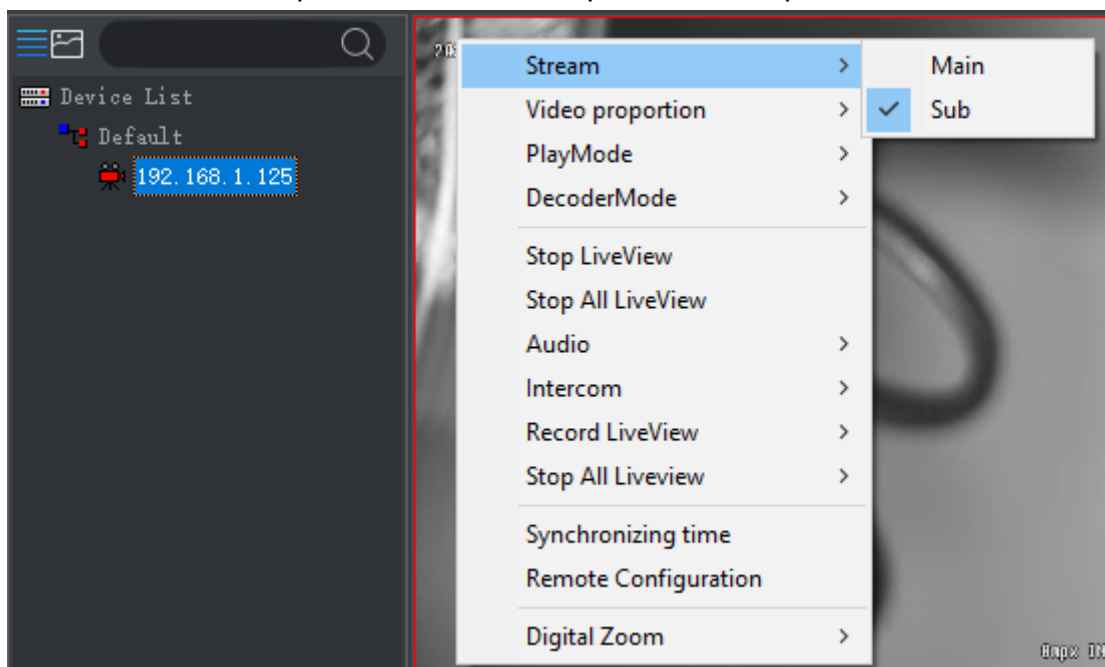 Device List
Default
192.168.1.125
Stream
Main
Sub
Video proportion
PlayMode
DecoderMode
Stop LiveView
Stop All LiveView
Audio
Intercom
Record LiveView
Stop All Liveview
Synchronizing time
Remote Configuration
Digital Zoom